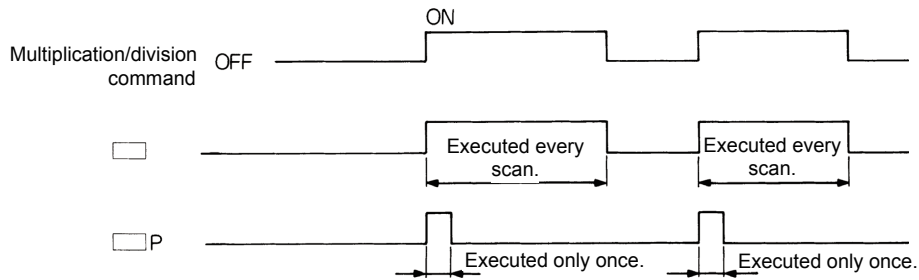 ON
Multiplication/division
command
OFF
Executed every
scan.
Executed every
scan.
P
Executed only once.
Executed only once.